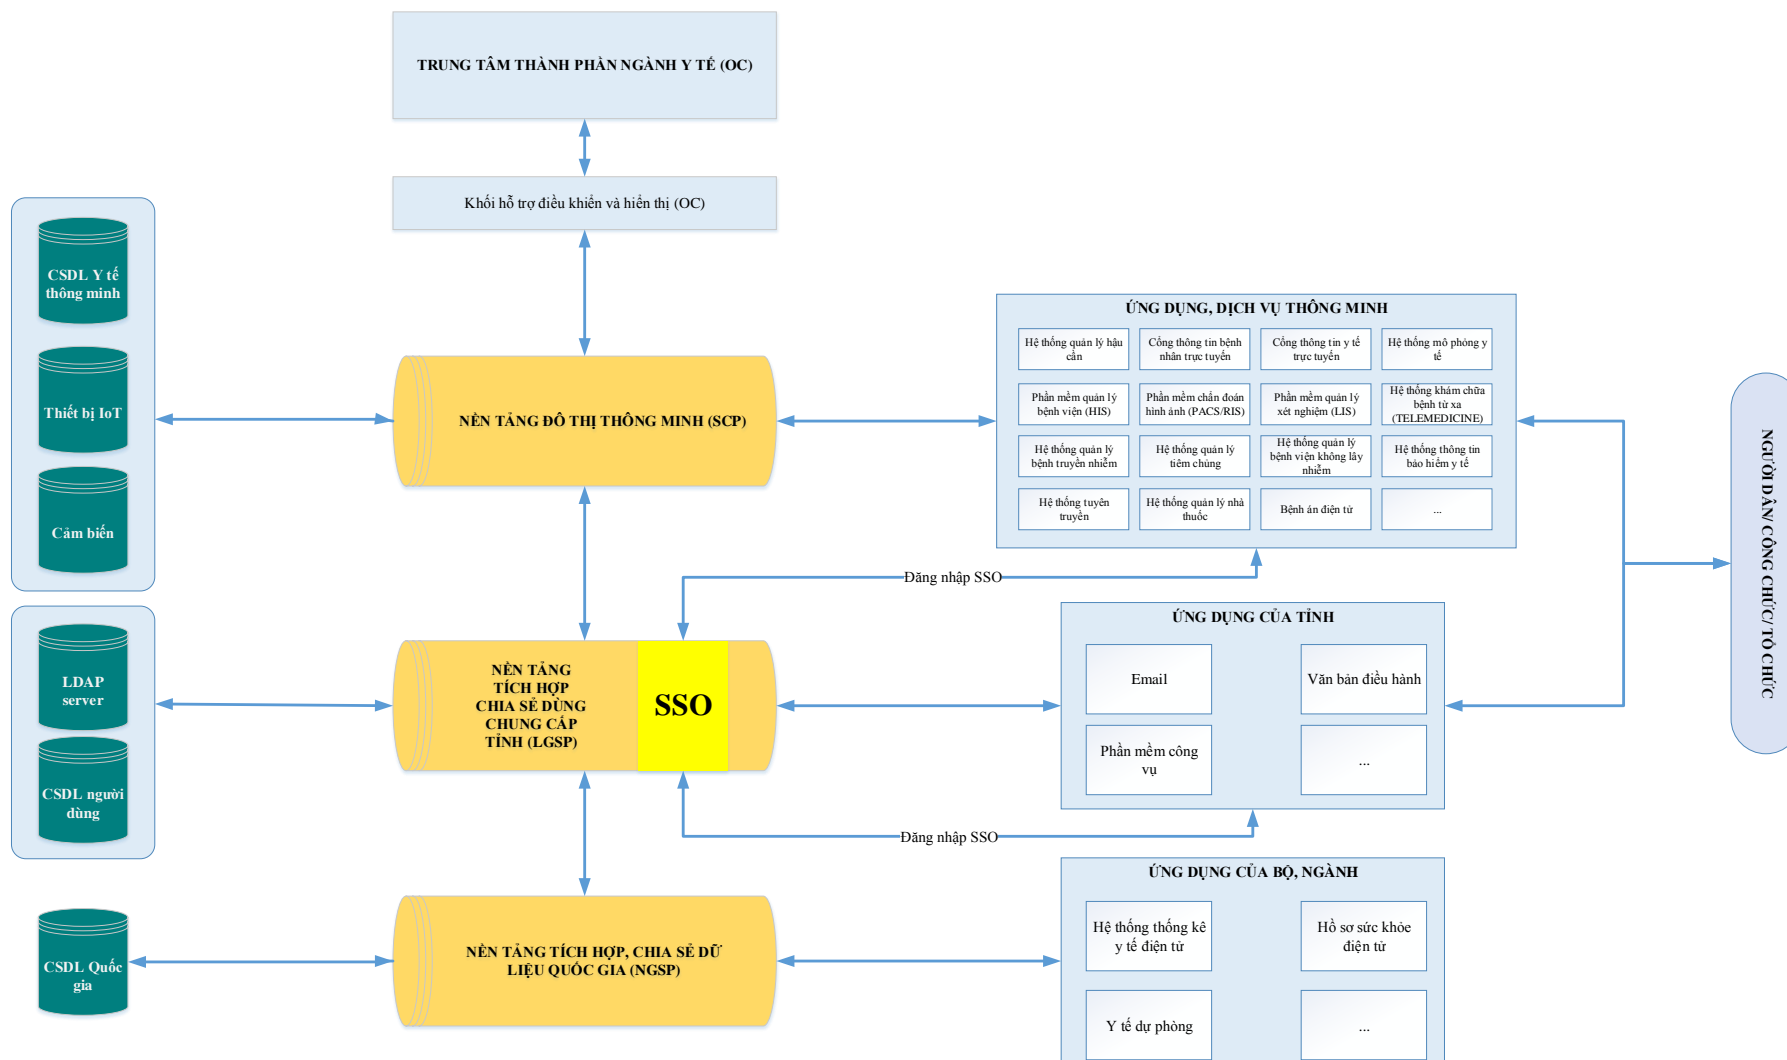 TRUNG TÂM THÀNH PHẦN NGÀNH Y TẾ (OC)
Khối hỗ trợ điều khiển và hiển thị (OC)
CSDL Y tế
thông minh
Thiết bị IoT
Cảm biến
NỀN TẢNG ĐÔ THỊ THÔNG MINH (SCP)
ỨNG DỤNG, DỊCH VỤ THÔNG MINH
Hệ thống quản lý hậu
cần
Cổng thông tin bệnh
nhân trực tuyến
Cổng thông tin y tế
trực tuyến
Hệ thống mô phỏng y
tế
Phần mềm quản lý
bệnh viện (HIS)
Phần mềm chẩn đoán
hình ảnh (PACS/RIS)
Phần mềm quản lý
xét nghiệm (LIS)
Hệ thống khám chữa
bệnh từ xa
(TELEMEDICINE)
Hệ thống quản lý
bệnh truyền nhiễm
Hệ thống quản lý
tiêm chủng
Hệ thống quản lý
bệnh viện không lây
nhiễm
Hệ thống thông tin
bảo hiểm y tế
Hệ thống tuyên
truyền
Hệ thống quản lý nhà
thuốc
Bệnh án điện tử
...
NGƯỜI DÂN/ CÔNG CHỨC/ TỔ CHỨC
Đăng nhập SSO
LDAP
server
CSDL người
dùng
NỀN TẢNG
TÍCH HỢP
CHIA SẺ DÙNG
CHUNG CẤP
TỈNH (LGSP)
SSO
ỨNG DỤNG CỦA TỈNH
Email
Văn bản điều hành
Phần mềm công
vụ
...
Đăng nhập SSO
CSDL Quốc
gia
NỀN TẢNG TÍCH HỢP, CHIA SẺ DỮ
LIỆU QUỐC GIA (NGSP)
ỨNG DỤNG CỦA BỘ, NGÀNH
Hệ thống thống kê
y tế điện tử
Hồ sơ sức khỏe
điện tử
Y tế dự phòng
...